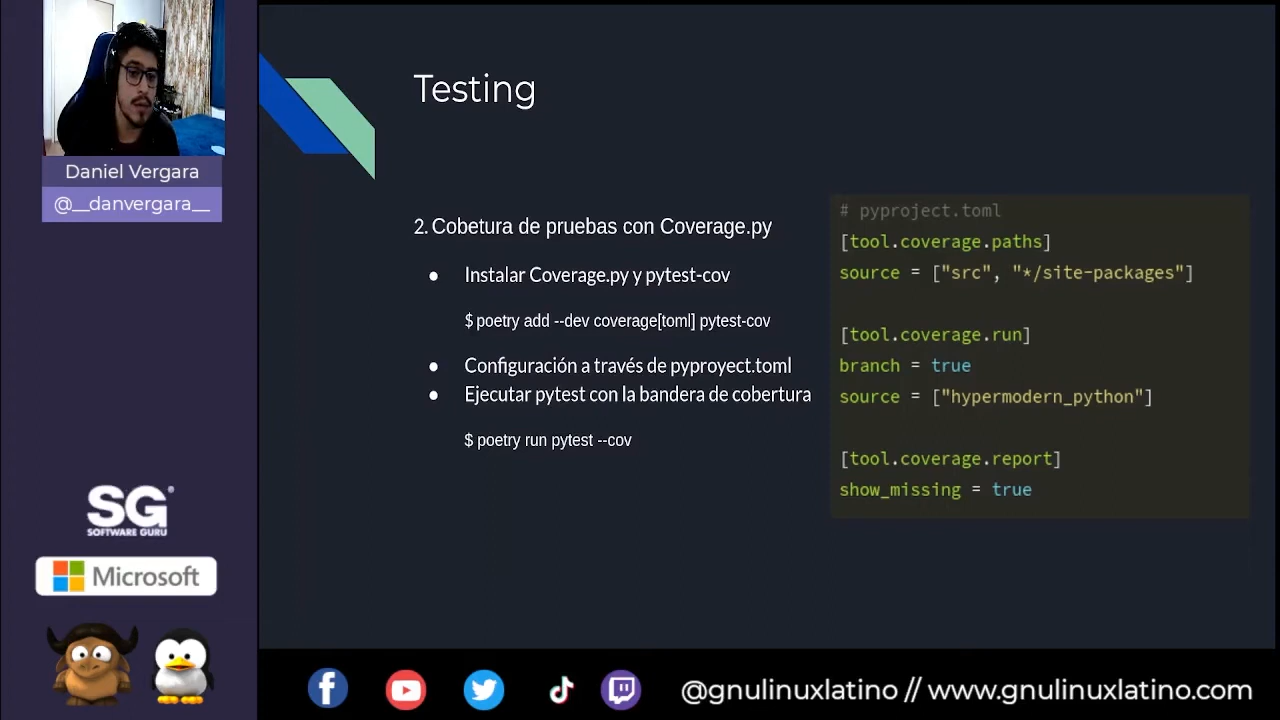 Daniel Vergara
@__danvergara__
SG
SOFTWARE GURU
Microsoft
Testing
2. Cobetura de pruebas con Coverage.py
● Instalar Coverage.py y pytest-cov
$ poetry add --dev coverage[toml] pytest-cov
● Configuración a través de pyproyect.toml
● Ejecutar pytest con la bandera de cobertura
$ poetry run pytest --cov
# pyproject.toml
[tool.coverage.paths]
source = ["src", "*/site-packages"]
[tool.coverage.run]
branch = true
source = ["hypermodern_python"]
[tool.coverage.report]
show_missing = true
@gnulinuxlatino // www.gnulinuxlatino.com